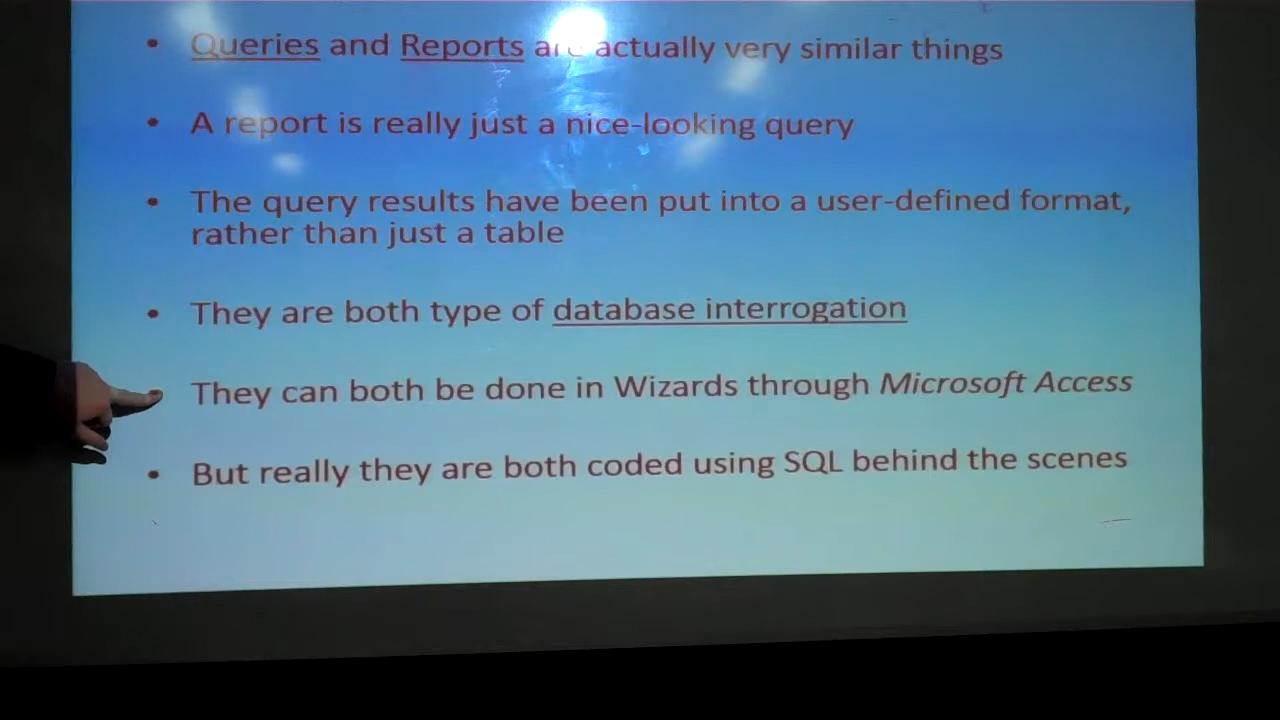 • Queries and Reports are actually very similar things
• A report is really just a nice-looking query
• The query results have been put into a user-defined format,
rather than just a table
• They are both type of database interrogation
• They can both be done in Wizards through Microsoft Access
• But really they are both coded using SQL behind the scenes